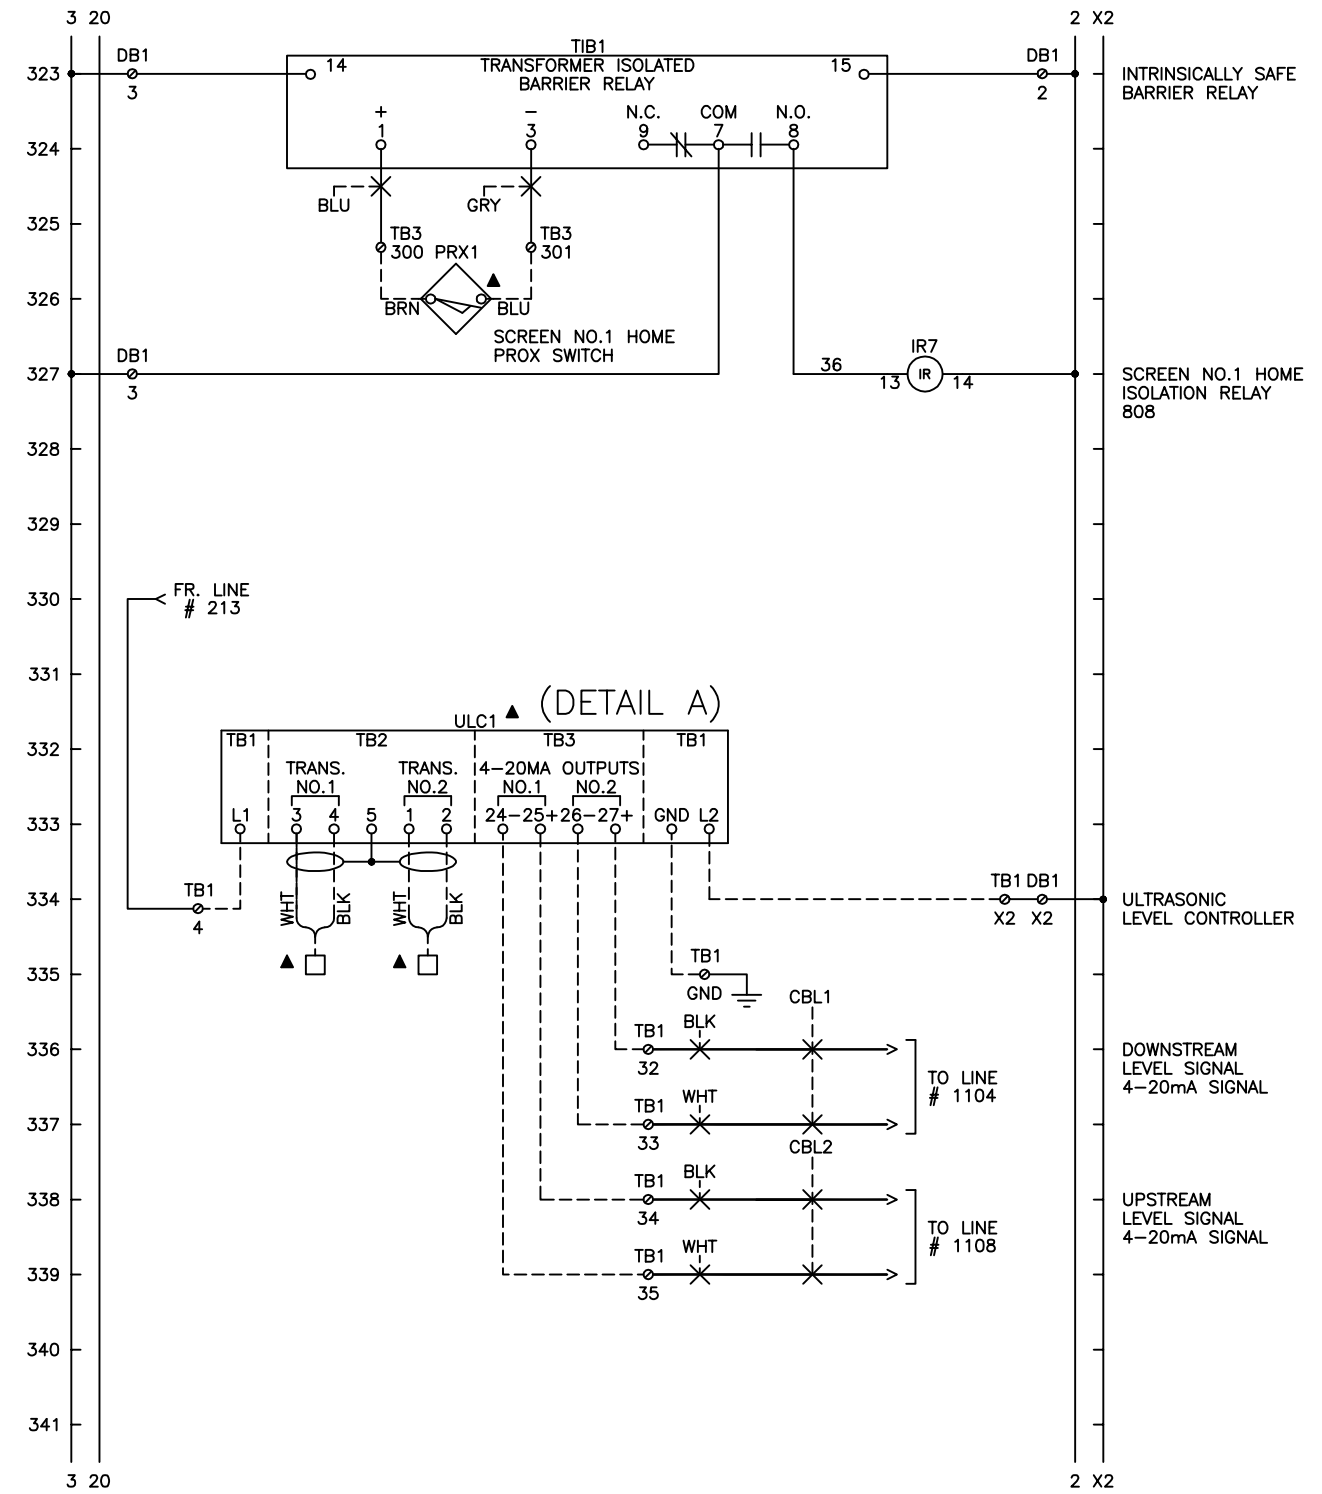 3 20
2 X2
323
DB1
3
TIB1
TRANSFORMER ISOLATED
BARRIER RELAY
14
15
DB1
2
INTRINSICALLY SAFE
BARRIER RELAY
+
1
−
3
N.C.
9
COM
7
N.O.
8
324
BLU
GRY
325
TB3
300
PRX1
TB3
301
326
BRN
BLU
SCREEN NO.1 HOME
PROX SWITCH
327
DB1
3
36
IR7
13
IR
14
SCREEN NO.1 HOME
ISOLATION RELAY
808
328
329
330
FR. LINE
# 213
331
(DETAIL A)
ULC1
332
TB1
TB2
TB3
TB1
TRANS.
NO.1
TRANS.
NO.2
4−20MA OUTPUTS
NO.1
NO.2
333
L1
3
4
5
1
2
24−25+26−27+
GND
L2
334
TB1
4
WHT
BLK
WHT
BLK
TB1
X2
DB1
X2
ULTRASONIC
LEVEL CONTROLLER
335
TB1
GND
CBL1
336
TB1
32
BLK
TO LINE
# 1104
DOWNSTREAM
LEVEL SIGNAL
4−20mA SIGNAL
337
TB1
33
WHT
CBL2
338
TB1
34
BLK
TO LINE
# 1108
UPSTREAM
LEVEL SIGNAL
4−20mA SIGNAL
339
TB1
35
WHT
340
341
3 20
2 X2